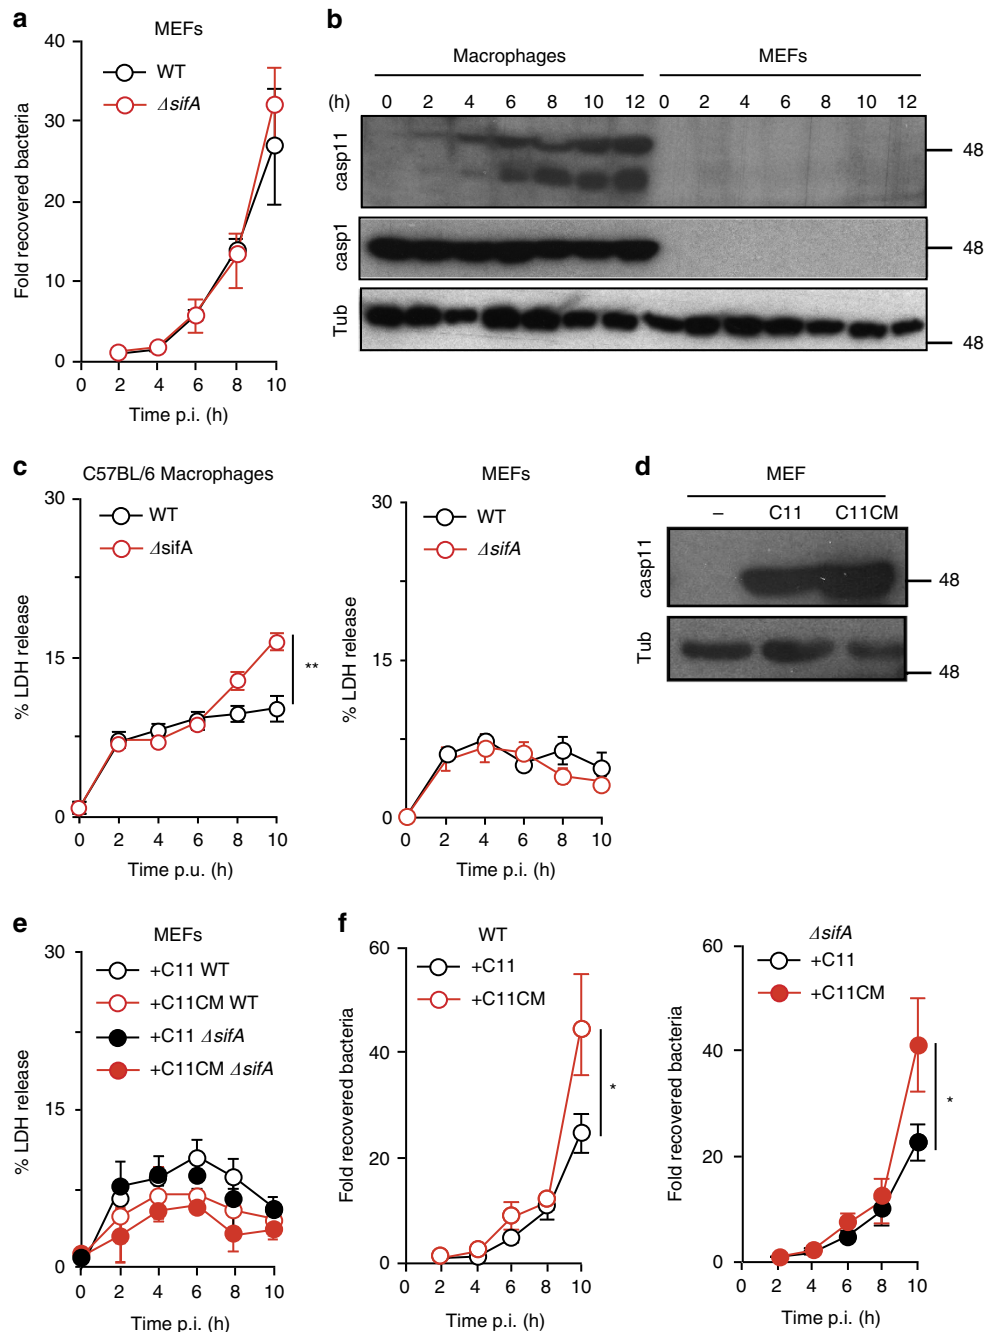 a
MEFs
WT
ΔsifA
Fold recovered bacteria
40
30
20
10
0
0 2 4 6 8 10
Time p.i. (h)
b
Macrophages MEFs
(h) 0 2 4 6 8 10 12 0 2 4 6 8 10 12
casp11
48
casp1
48
Tub
48
c
C57BL/6 Macrophages
WT
ΔsifA
% LDH release
30
15
0
**
0 2 4 6 8 10
Time p.u. (h)
MEFs
WT
ΔsifA
% LDH release
30
15
0
0 2 4 6 8 10
Time p.i. (h)
d
MEF
– C11 C11CM
casp11
48
Tub
48
e
MEFs
+C11 WT
+C11CM WT
+C11 ΔsifA
+C11CM ΔsifA
% LDH release
30
15
0
0 2 4 6 8 10
Time p.i. (h)
f
WT
+C11
+C11CM
Fold recovered bacteria
60
40
20
0
*
0 2 4 6 8 10
Time p.i. (h)
ΔsifA
+C11
+C11CM
Fold recovered bacteria
60
40
20
0
*
0 2 4 6 8 10
Time p.i. (h)